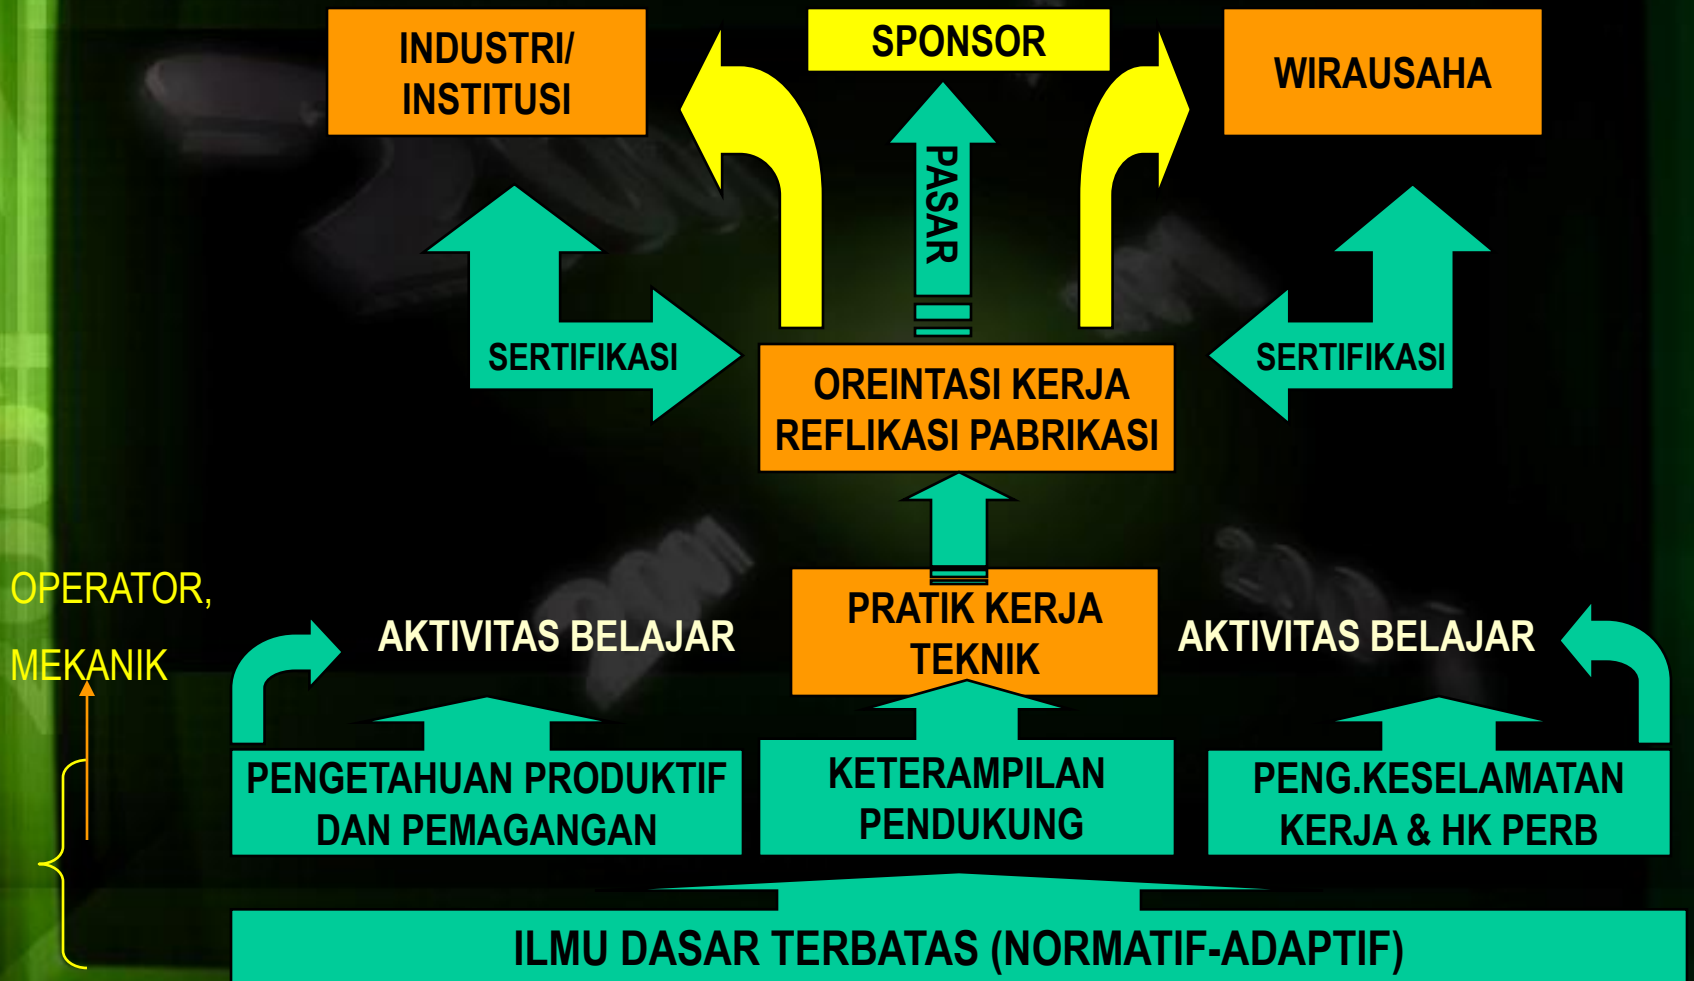 INDUSTRI/
INSTITUSI
SPONSOR
WIRAUSAHA
PASAR
SERTIFIKASI
SERTIFIKASI
OREINTASI KERJA
REFLIKASI PABRIKASI
OPERATOR,
MEKANIK
AKTIVITAS BELAJAR
PRATIK KERJA
TEKNIK
AKTIVITAS BELAJAR
PENGETAHUAN PRODUKTIF
DAN PEMAGANGAN
KETERAMPILAN
PENDUKUNG
PENG.KESELAMATAN
KERJA & HK PERB
ILMU DASAR TERBATAS (NORMATIF-ADAPTIF)